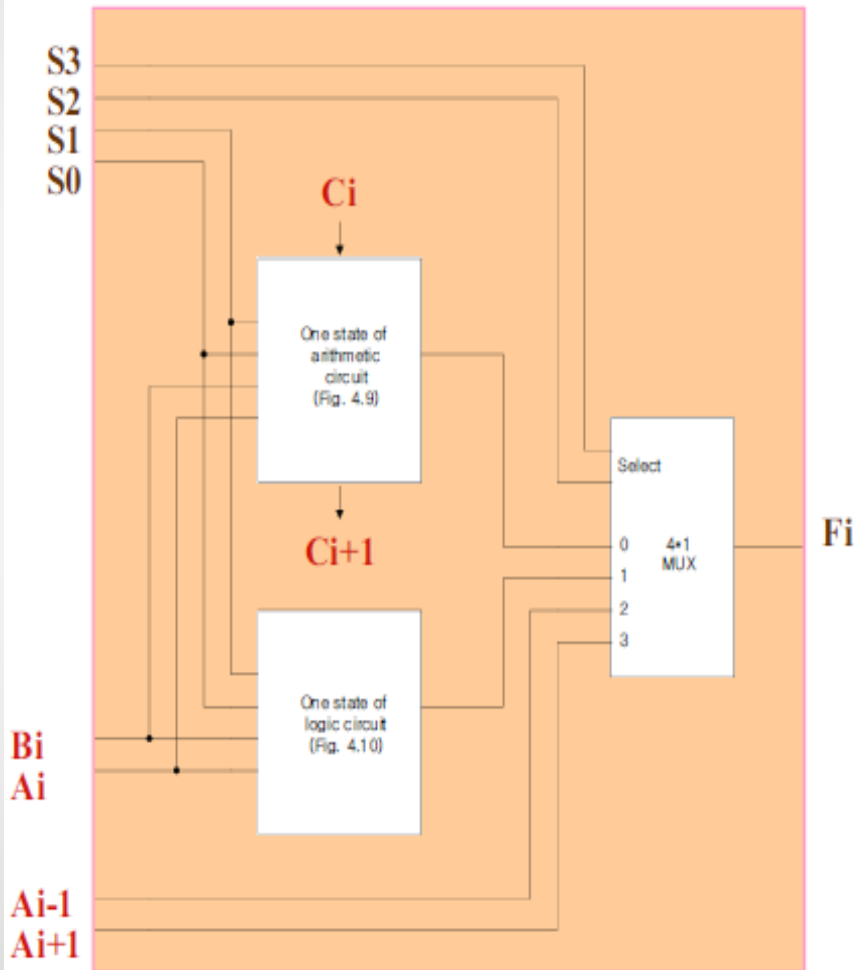 S3
S2
S1
S0
Ci
One state of
arithmetic
circuit
(Fig. 4.9)
Ci+1
Select
0
4*1
MUX
1
2
3
Fi
One state of
logic circuit
(Fig. 4.10)
Bi
Ai
Ai-1
Ai+1